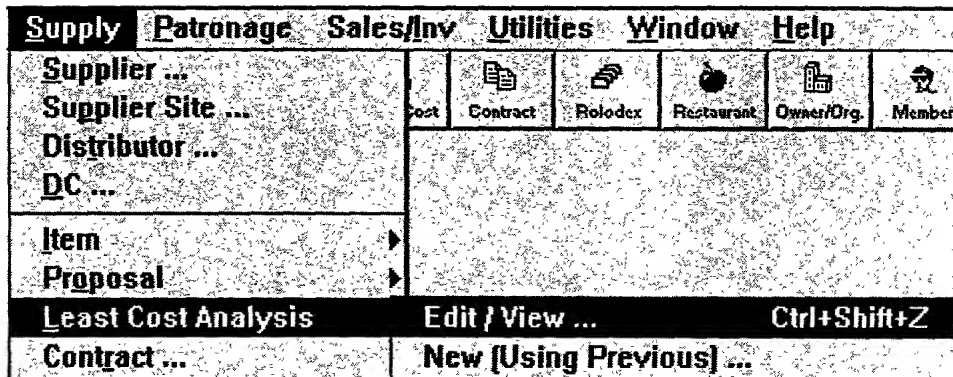 Supply Patronage Sales/Inv Utilities Window Help
Supplier ...
Supplier Site ...
Distributor ...
DC ...
Cost Contract Rolodex Restaurant Owner/Org. Member
Item
Proposal
Least Cost Analysis Edit / View ... Ctrl+Shift+Z
Contract ... New (Using Previous) ...